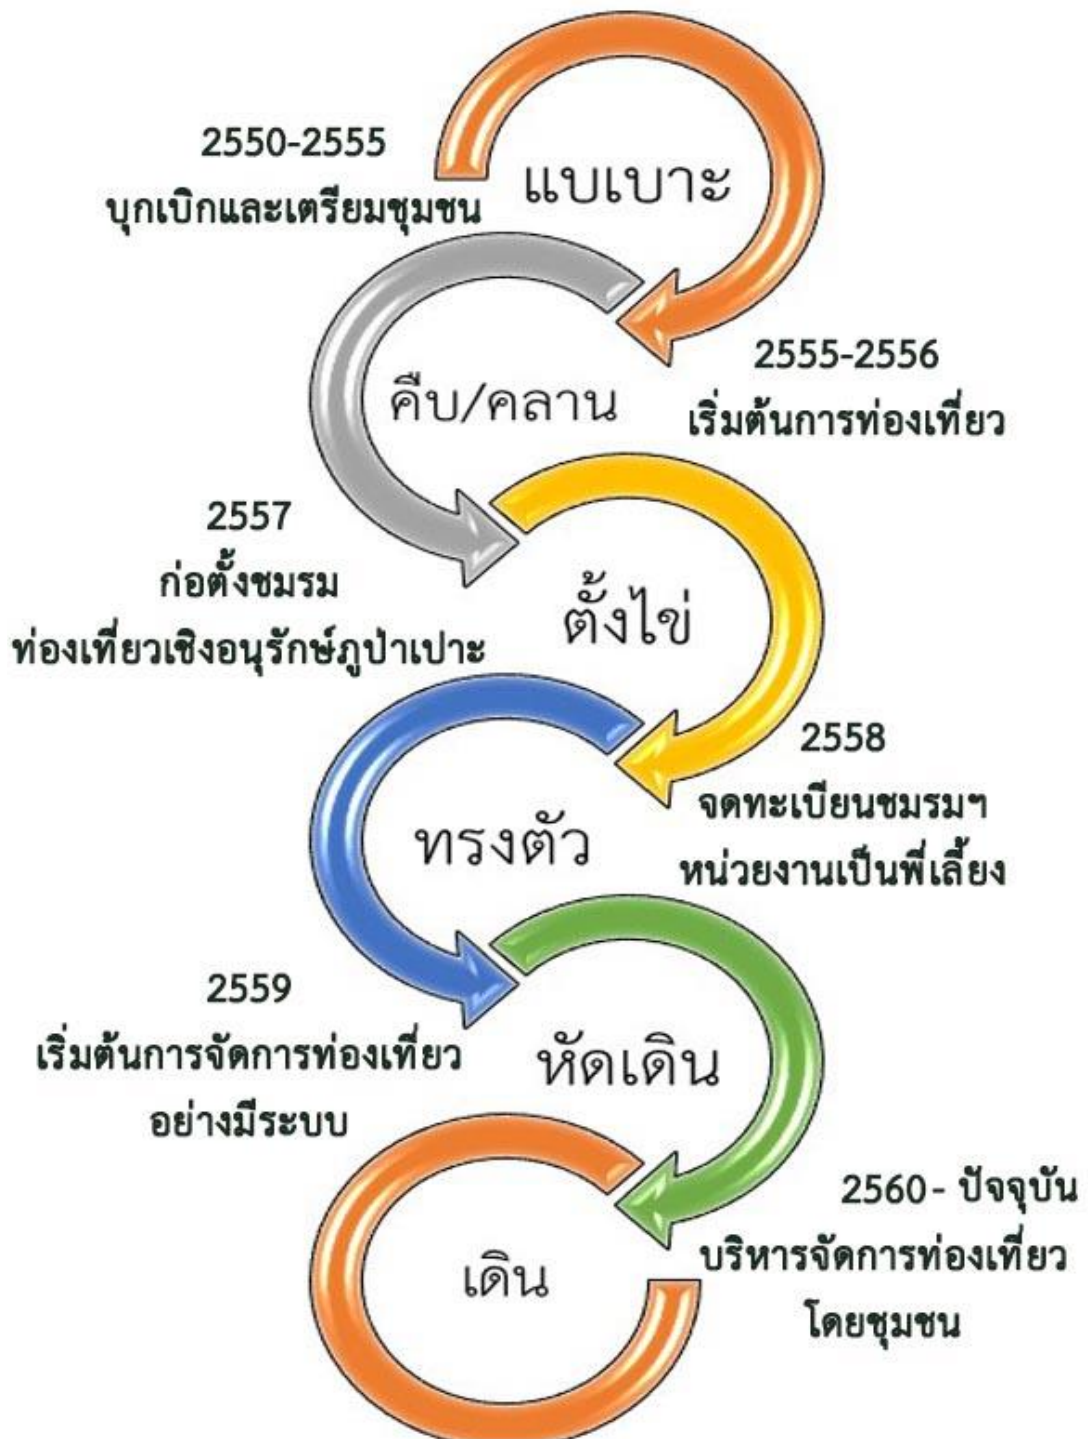 2550-2555
บุกเบิกและเตรียมชุมชน
แบเบาะ
2555-2556
เริ่มต้นการท่องเที่ยว
คืบ/คลาน
2557
ก่อตั้งชมรม
ท่องเที่ยวเชิงอนุรักษ์ภูป่าเปาะ
ตั้งไข่
2558
จดทะเบียนชมรมฯ
หน่วยงานเป็นพี่เลี้ยง
ทรงตัว
2559
เริ่มต้นการจัดการท่องเที่ยว
อย่างมีระบบ
หัดเดิน
2560- ปัจจุบัน
บริหารจัดการท่องเที่ยว
โดยชุมชน
เดิน